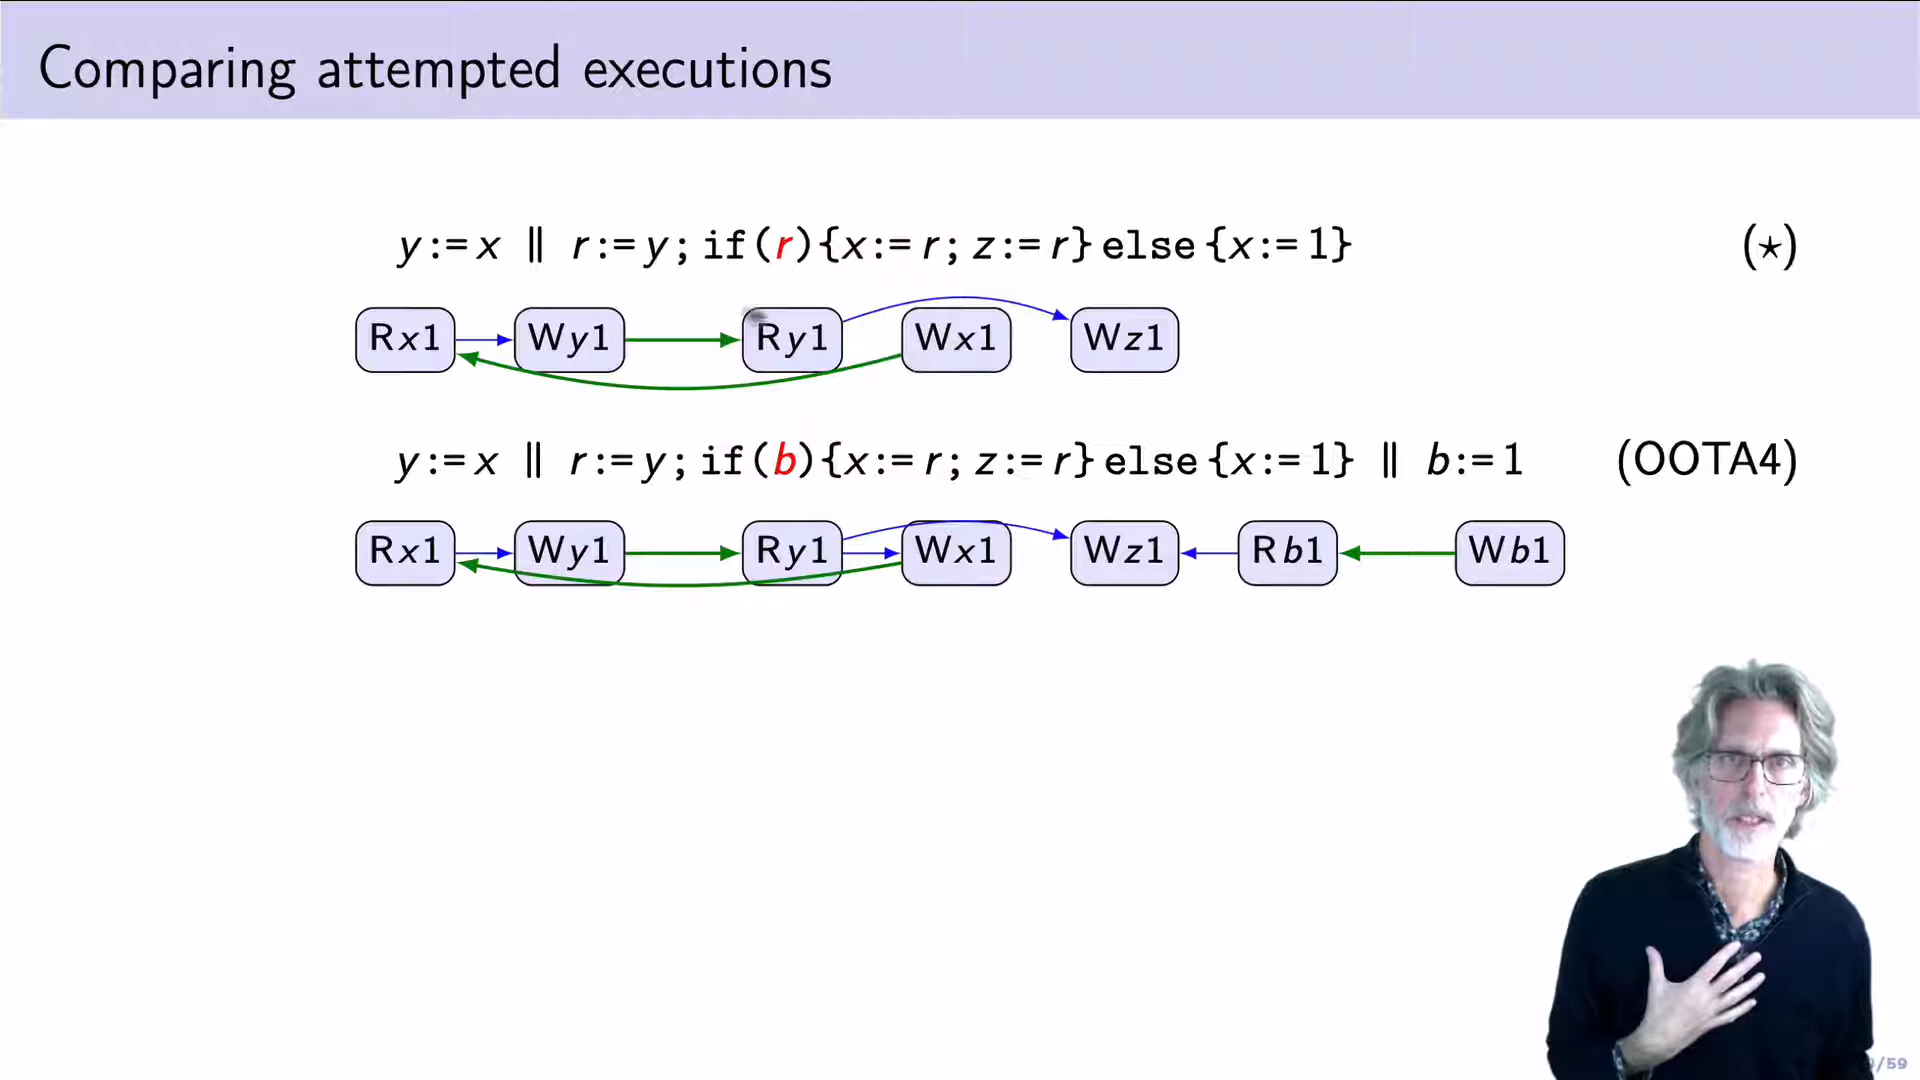 Comparing attempted executions
y := x ∥ r := y; if(r){x := r; z := r} else {x := 1} (⋆)
Rx1 Wy1 Ry1 Wx1 Wz1
y := x ∥ r := y; if(b){x := r; z := r} else {x := 1} ∥ b := 1 (OOTA4)
Rx1 Wy1 Ry1 Wx1 Wz1 Rb1 Wb1
/59